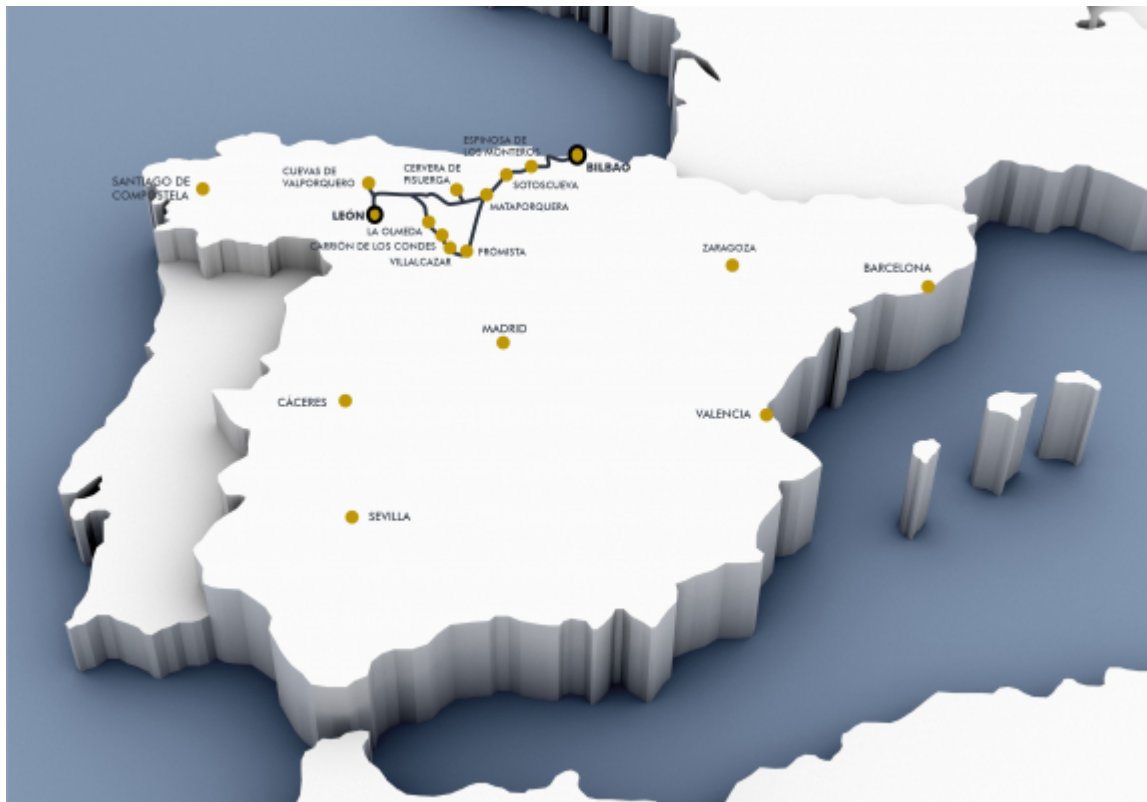 ESPINOSA DE
LOS MONTEROS
BILBAO
CUEVAS DE
VALPORQUERO
CERVERA DE
PISUERGA
SANTIAGO DE
COMPOSTELA
SOTOSCUEVA
MATAPORQUERA
LEÓN
LA OLMEDA
CARRIÓN DE LOS CONDES
VILLALCAZAR
FRÓMISTA
ZARAGOZA
BARCELONA
MADRID
CÁCERES
VALENCIA
SEVILLA